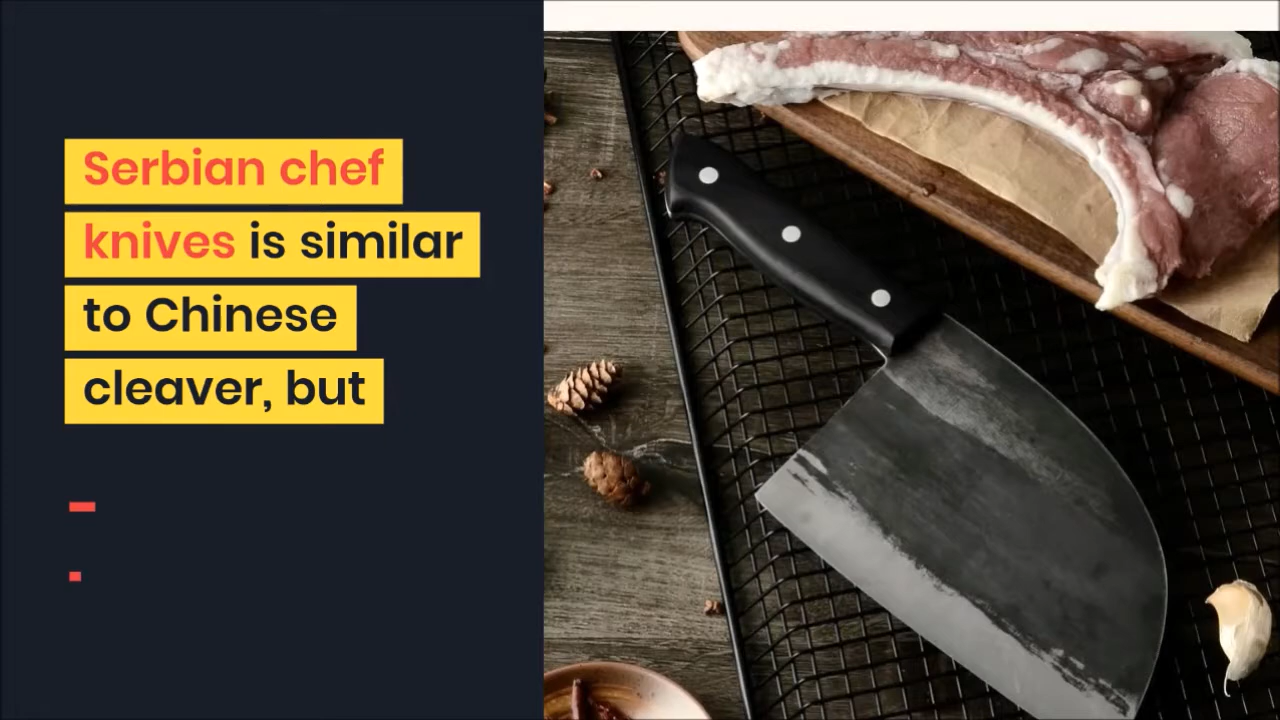 Serbian chef
knives is similar
to Chinese
cleaver, but